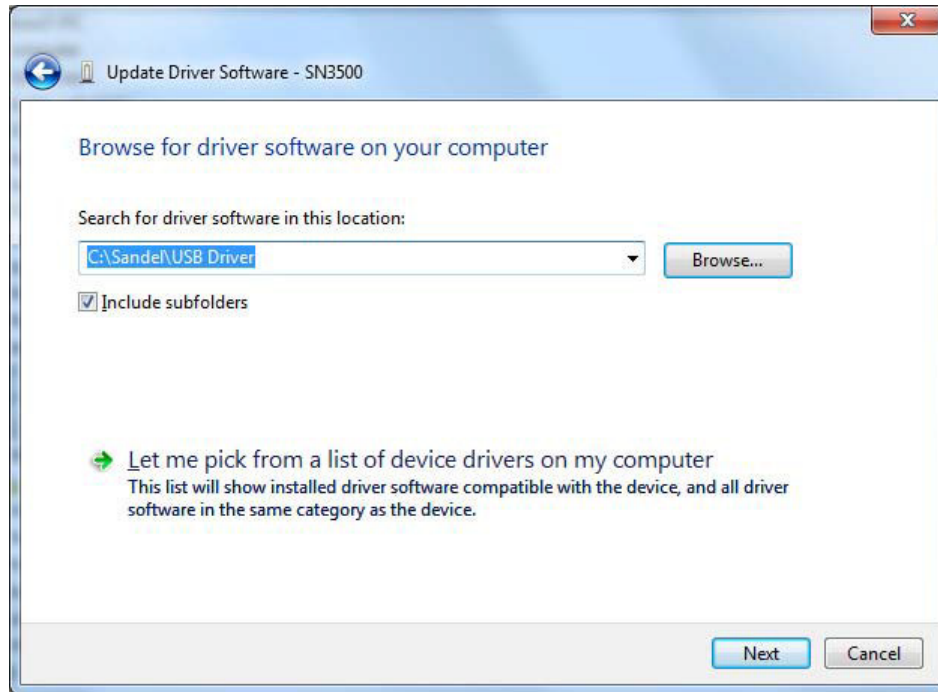 Update Driver Software - SN3500
Browse for driver software on your computer
Search for driver software in this location:
C:\Sandel\USB Driver
Browse...
Include subfolders
Let me pick from a list of device drivers on my computer
This list will show installed driver software compatible with the device, and all driver
software in the same category as the device.
Next
Cancel